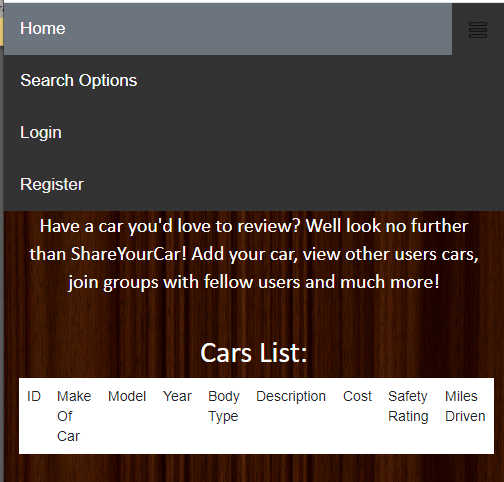 Home
Search Options
Login
Register
Have a car you'd love to review? Well look no further
than ShareYourCar! Add your car, view other users cars,
join groups with fellow users and much more!
Cars List:
ID Make Of Car Model Year Body Type Description Cost Safety Rating Miles Driven